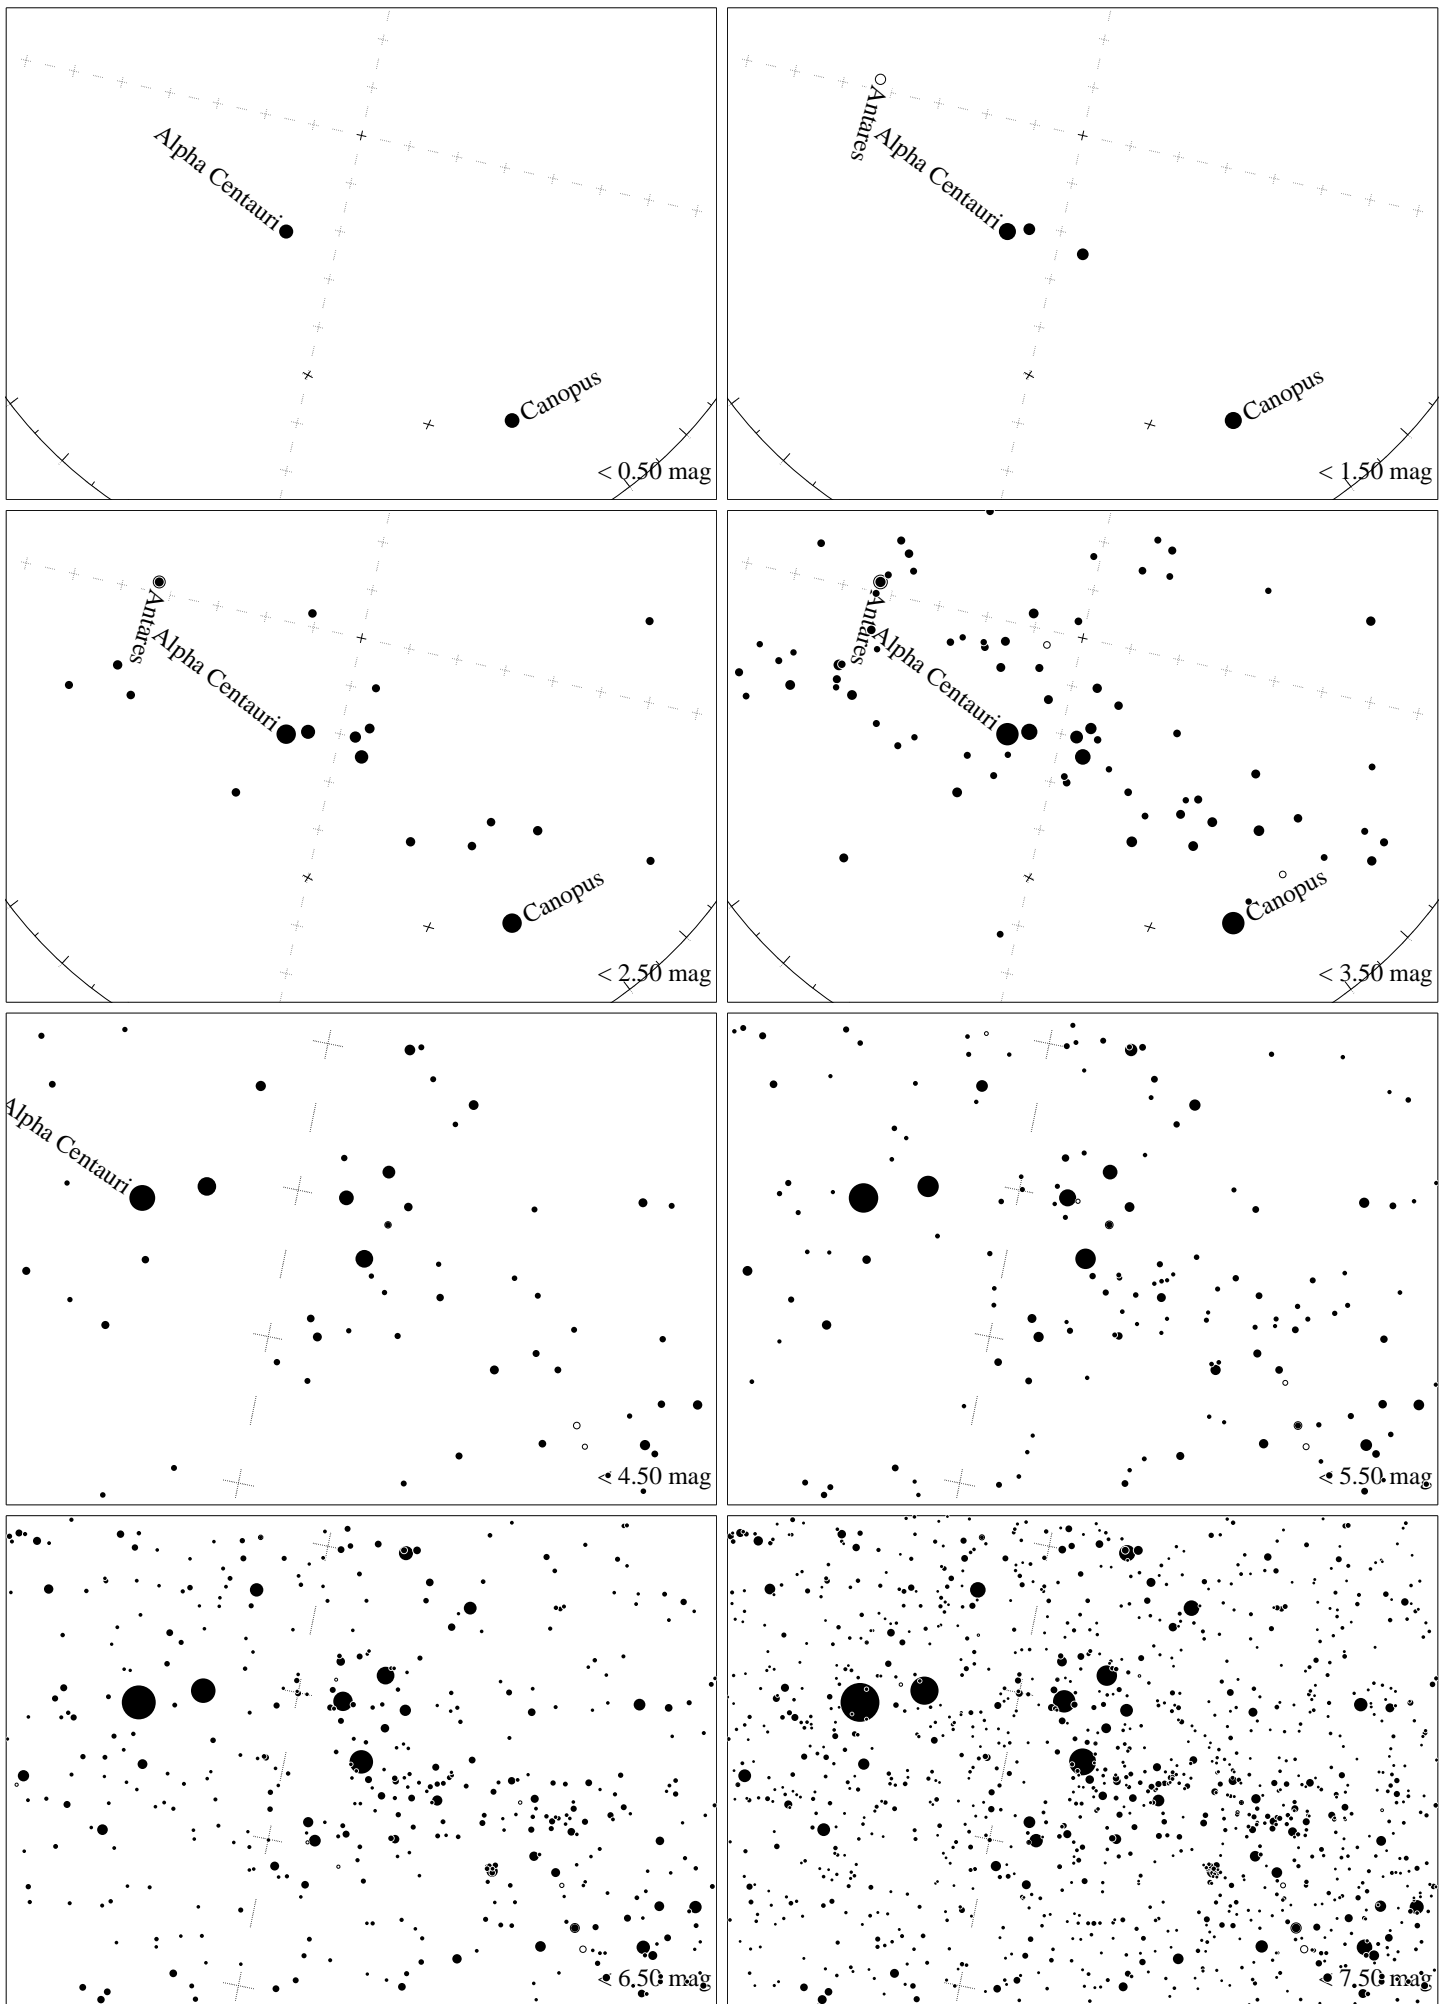 Alpha Centauri
Canopus
< 0.50 mag
Antares
Alpha Centauri
Canopus
< 1.50 mag
Antares
Alpha Centauri
Canopus
< 2.50 mag
Antares
Alpha Centauri
Canopus
< 3.50 mag
Alpha Centauri
< 4.50 mag
< 5.50 mag
< 6.50 mag
< 7.50 mag